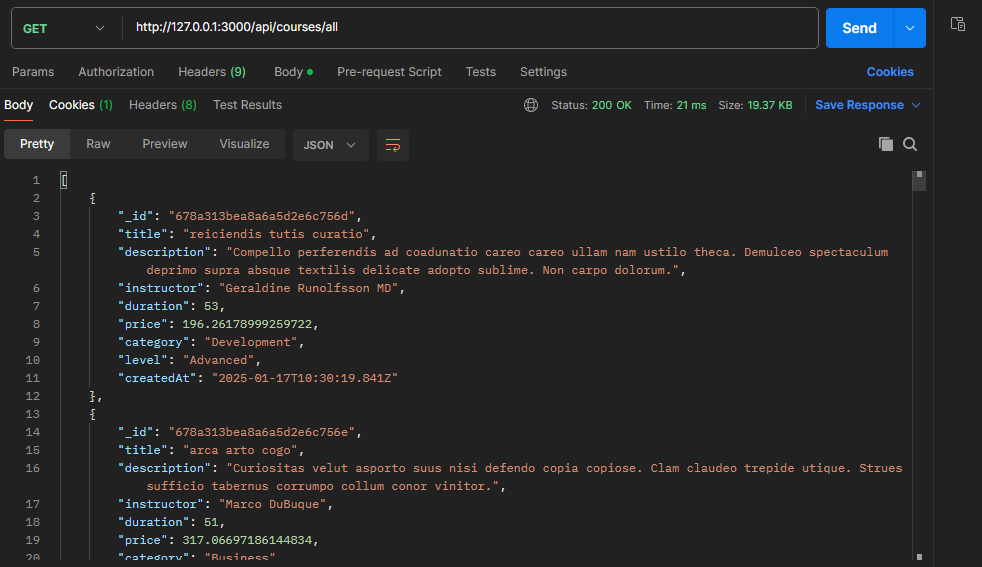 GET http://127.0.0.1:3000/api/courses/all Send
Params Authorization Headers (9) Body Pre-request Script Tests Settings Cookies
Body Cookies (1) Headers (8) Test Results Status: 200 OK Time: 21 ms Size: 19.37 KB Save Response
Pretty Raw Preview Visualize JSON
1 [
2 {
3 "_id": "678a313bea8a6a5d2e6c756d",
4 "title": "reiciendis tutis curatio",
5 "description": "Compello perferendis ad coadunatio careo careo ullam nam ustilo theca. Demulceo spectaculum
deprimo supra absque textilis delicate adopto sublime. Non carpo dolorum.",
6 "instructor": "Geraldine Runolfsson MD",
7 "duration": 53,
8 "price": 196.26178999259722,
9 "category": "Development",
10 "level": "Advanced",
11 "createdAt": "2025-01-17T10:30:19.841Z"
12 },
13 {
14 "_id": "678a313bea8a6a5d2e6c756e",
15 "title": "arca arto cogo",
16 "description": "Curiositas velut asporto suus nisi defendo copia copiose. Clam claudeo trepide utique. Strues
sufficio tabernus corrumpo collum conor vinitor.",
17 "instructor": "Marco DuBuque",
18 "duration": 51,
19 "price": 317.06697186144834,
20 "category": "Business"